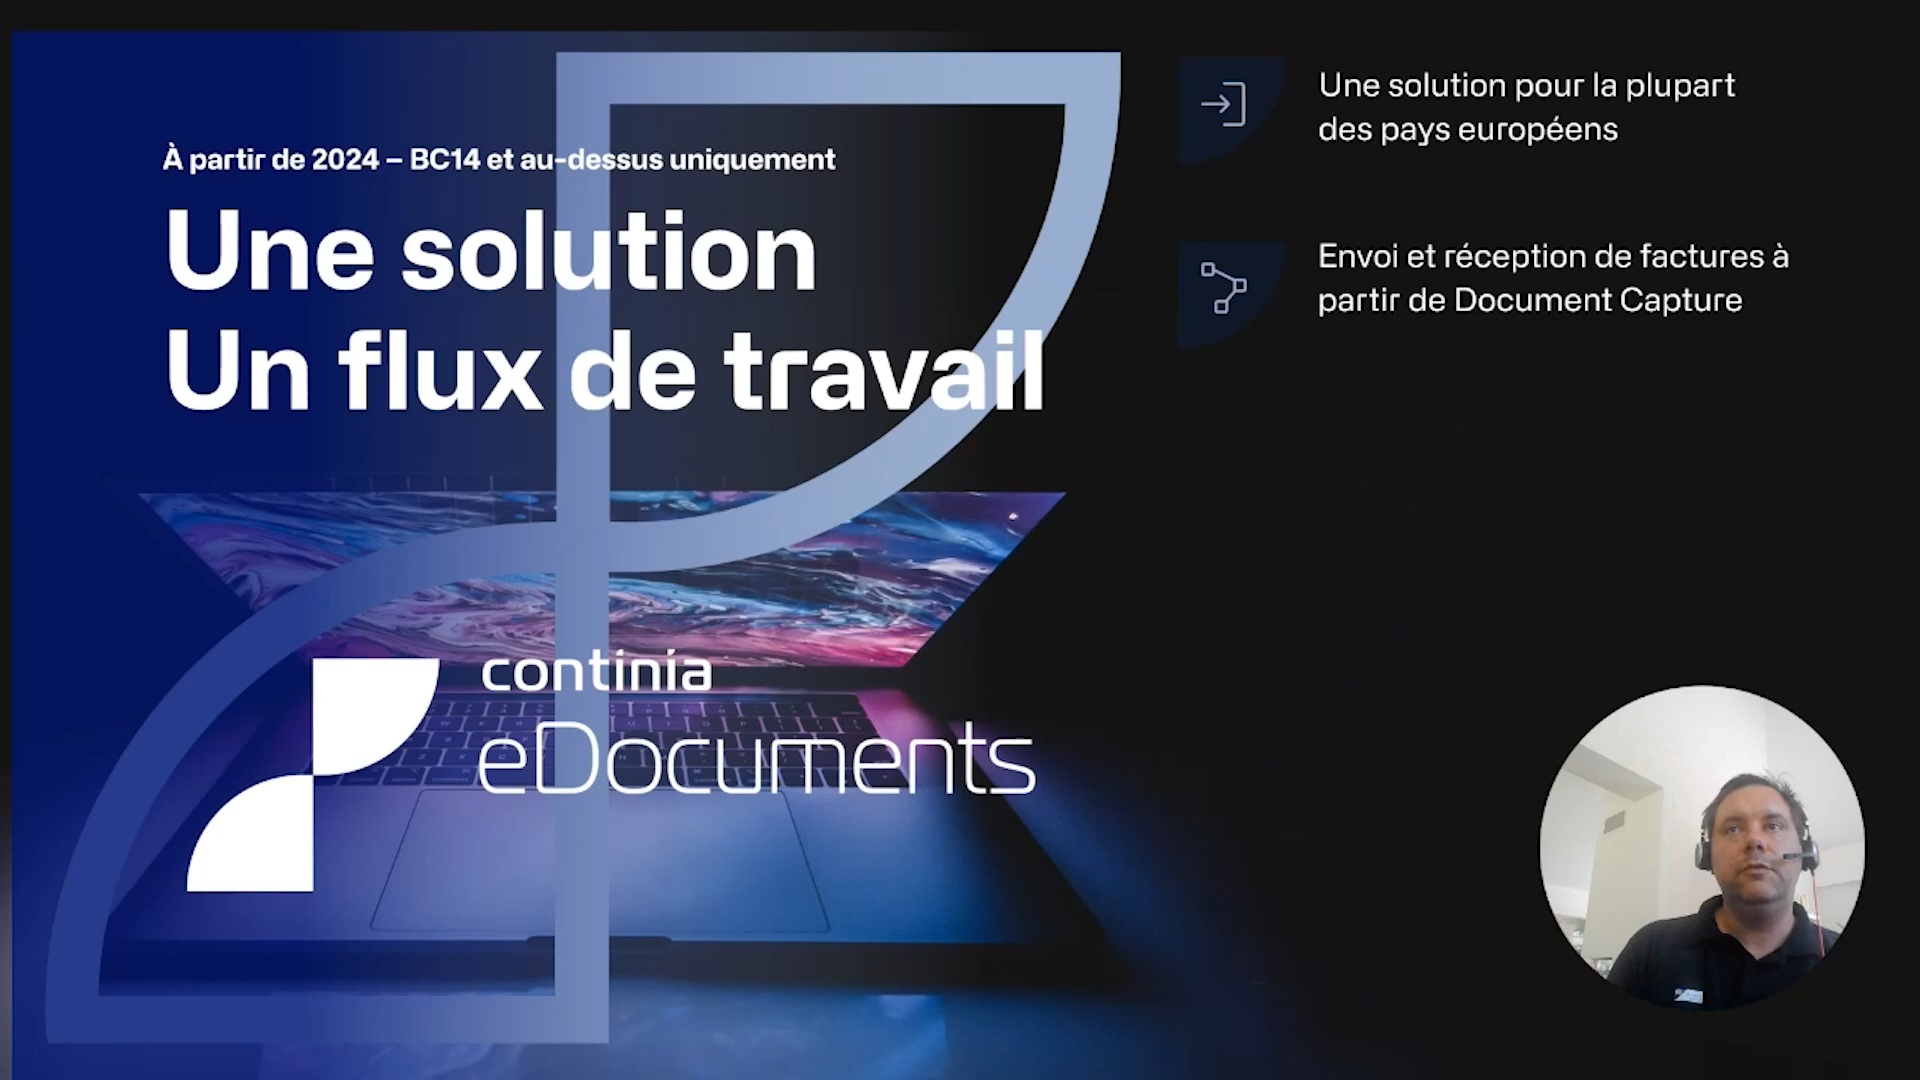 À partir de 2024 – BC14 et au-dessus uniquement
Une solution
Un flux de travail
continia
eDocuments
Une solution pour la plupart
des pays européens
Envoi et réception de factures à
partir de Document Capture